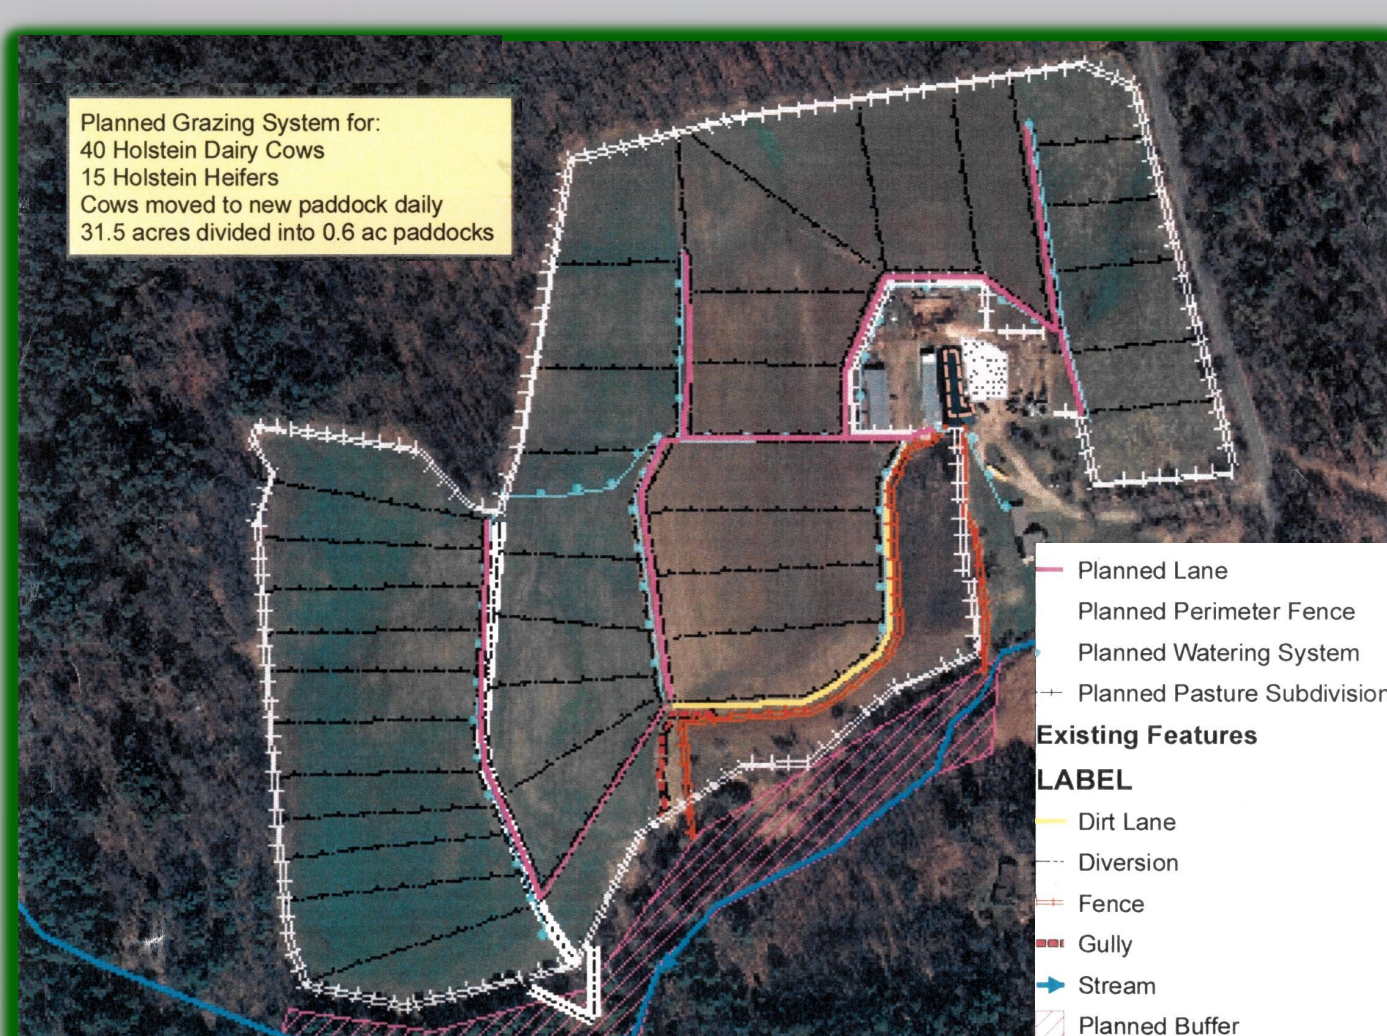 Planned Grazing System for:
40 Holstein Dairy Cows
15 Holstein Heifers
Cows moved to new paddock daily
31.5 acres divided into 0.6 ac paddocks
Planned Lane
Planned Perimeter Fence
Planned Watering System
Planned Pasture Subdivision
Existing Features
LABEL
Dirt Lane
Diversion
Fence
Gully
Stream
Planned Buffer